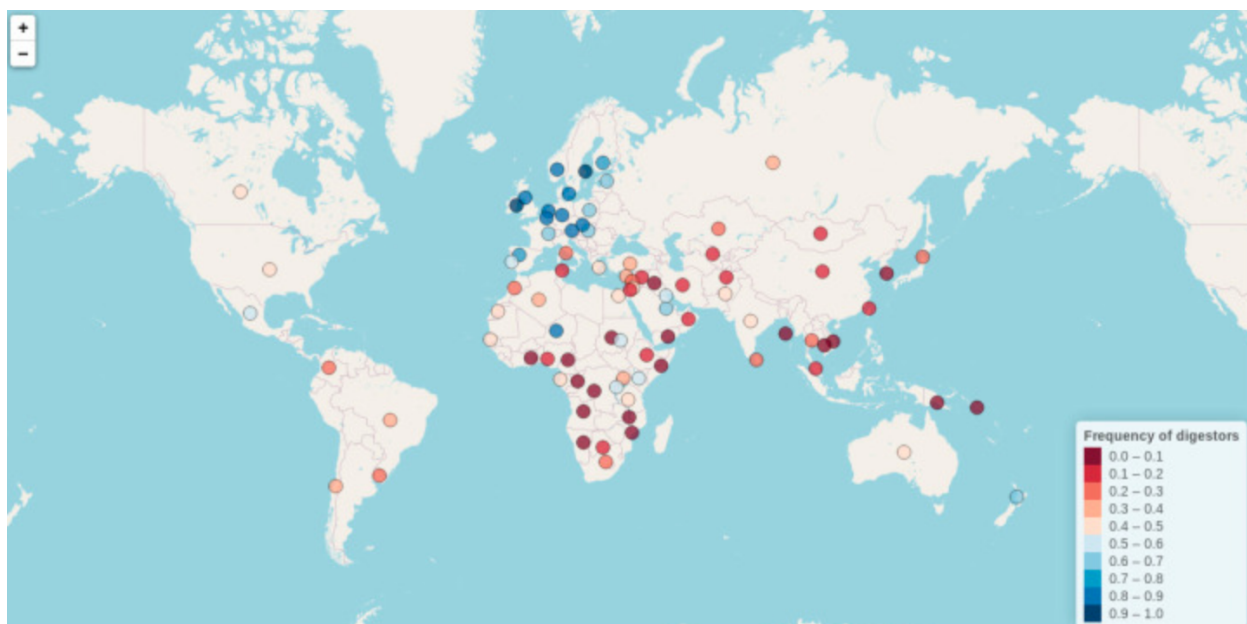 +
−
Frequency of digestors
0.0 – 0.1
0.1 – 0.2
0.2 – 0.3
0.3 – 0.4
0.4 – 0.5
0.5 – 0.6
0.6 – 0.7
0.7 – 0.8
0.8 – 0.9
0.9 – 1.0